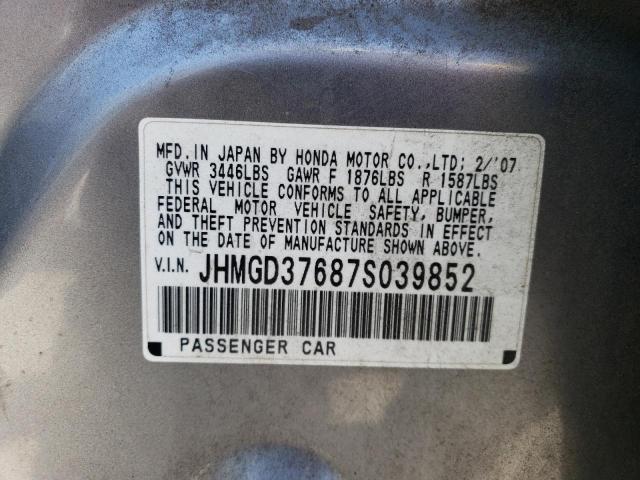 MFD.IN JAPAN BY HONDA MOTOR CO.,LTD; 2/'07
GVWR 3446LBS GAWR F 1876LBS R 1587LBS
THIS VEHICLE CONFORMS TO ALL APPLICABLE
FEDERAL MOTOR VEHICLE SAFETY, BUMPER,
AND THEFT PREVENTION STANDARDS IN EFFECT
ON THE DATE OF MANUFACTURE SHOWN ABOVE.
V.I.N. JHMGD37687S039852
PASSENGER CAR